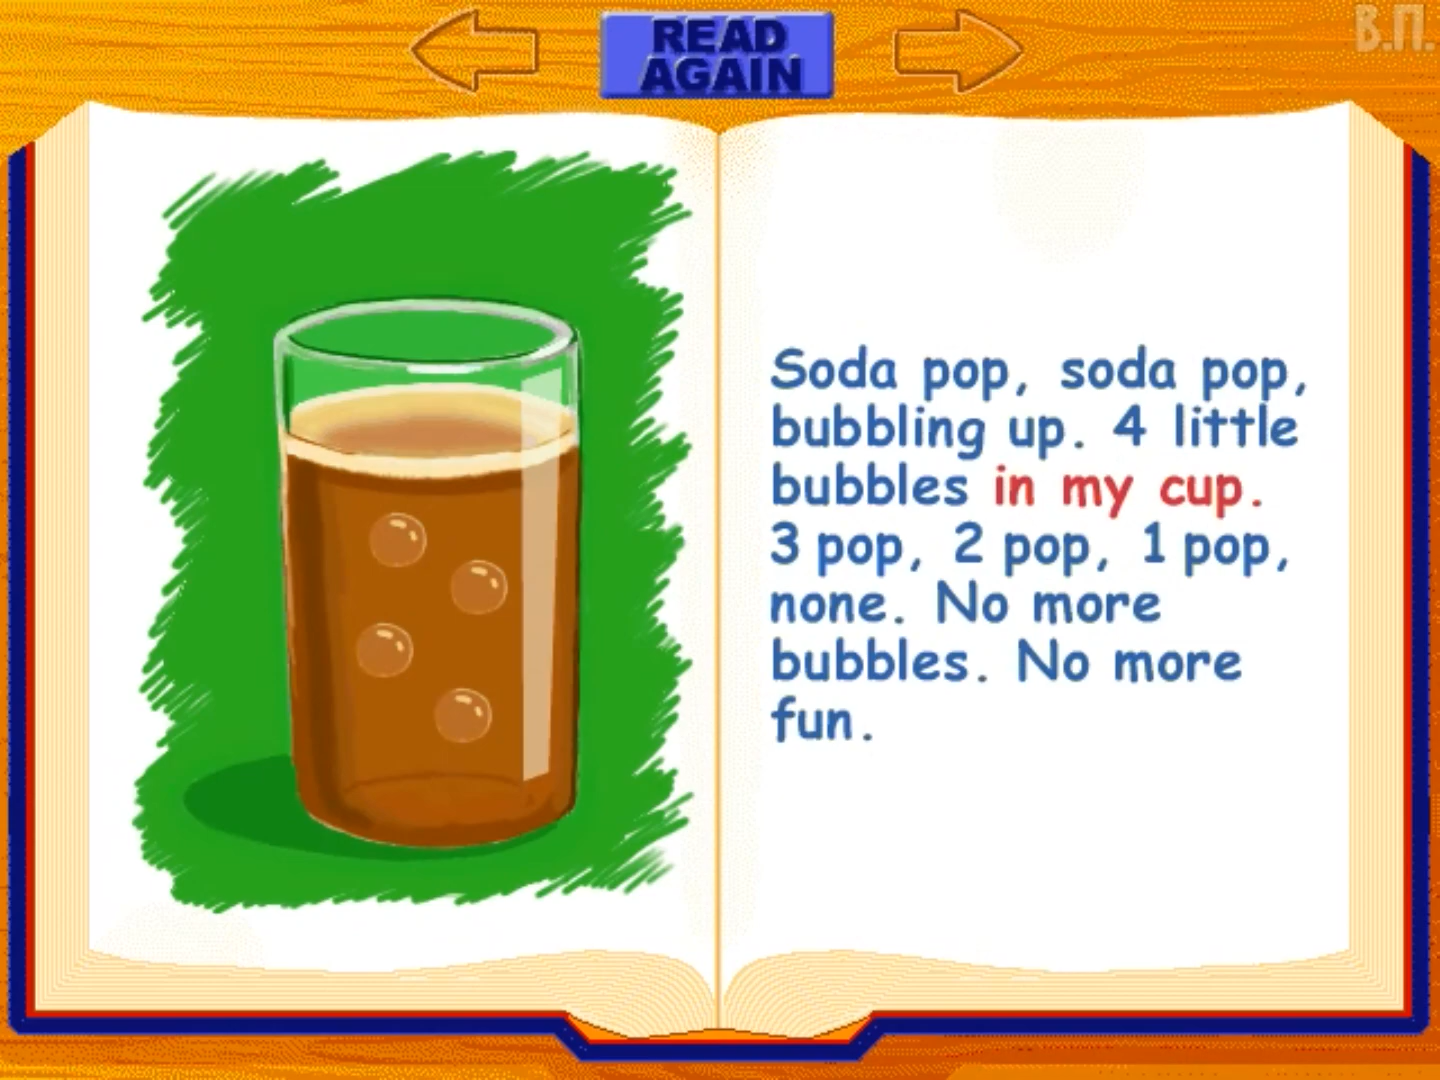 READ
AGAIN
В.П.
Soda pop, soda pop,
bubbling up. 4 little
bubbles in my cup.
3 pop, 2 pop, 1 pop,
none. No more
bubbles. No more
fun.